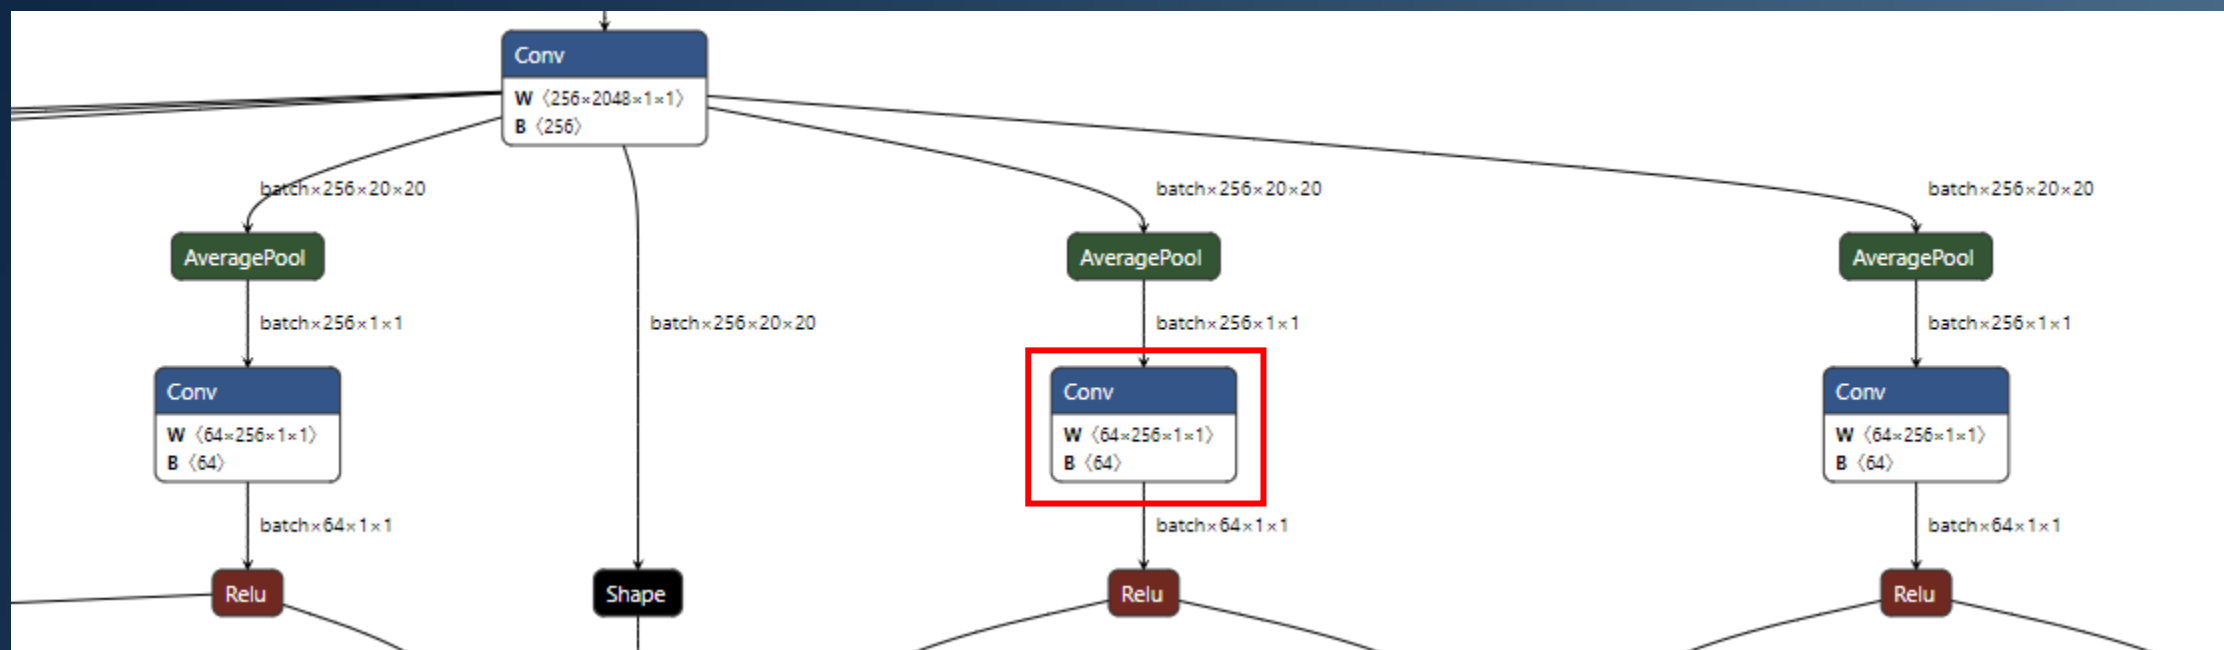 Conv
W 〈256×2048×1×1〉
B 〈256〉
batch×256×20×20
batch×256×20×20
batch×256×20×20
AveragePool
AveragePool
AveragePool
batch×256×1×1
batch×256×20×20
batch×256×1×1
batch×256×1×1
Conv
W 〈64×256×1×1〉
B 〈64〉
Conv
W 〈64×256×1×1〉
B 〈64〉
Conv
W 〈64×256×1×1〉
B 〈64〉
batch×64×1×1
batch×64×1×1
batch×64×1×1
Relu
Shape
Relu
Relu